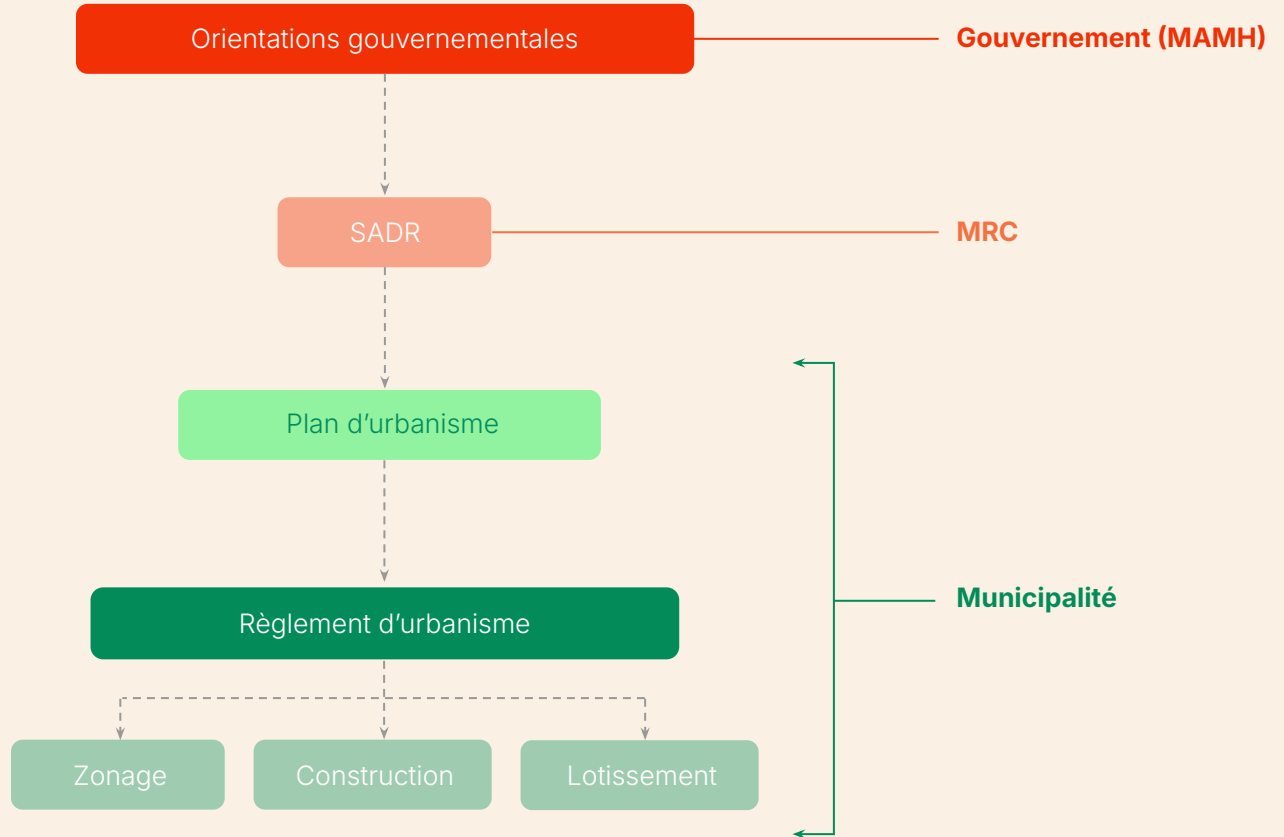 Orientations gouvernementales
Gouvernement (MAMH)
SADR
MRC
Plan d’urbanisme
Règlement d’urbanisme
Municipalité
Zonage
Construction
Lotissement